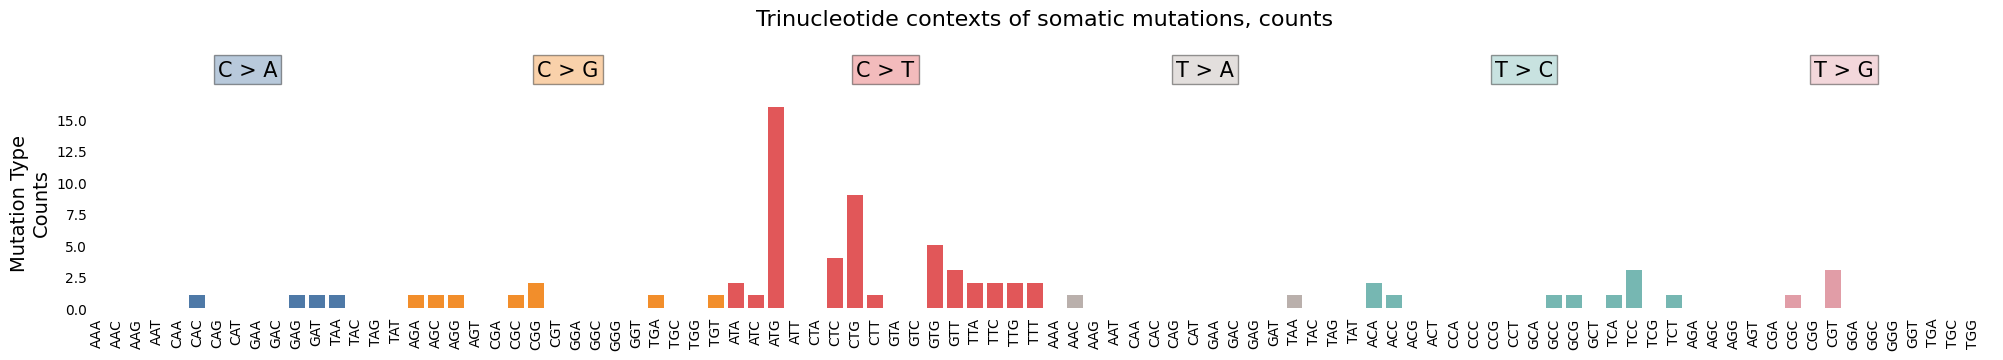 Trinucleotide contexts of somatic mutations, counts
C > A
C > G
C > T
T > A
T > C
T > G
Mutation Type
Counts
15.0
12.5
10.0
7.5
5.0
2.5
0.0
AAA
AAC
AAG
AAT
CAA
CAC
CAG
CAT
GAA
GAC
GAG
GAT
TAA
TAC
TAG
TAT
AGA
AGC
AGG
AGT
CGA
CGC
CGG
CGT
GGA
GGC
GGG
GGT
TGA
TGC
TGG
TGT
ATA
ATC
ATG
ATT
CTA
CTC
CTG
CTT
GTA
GTC
GTG
GTT
TTA
TTC
TTG
TTT
AAA
AAC
AAG
AAT
CAA
CAC
CAG
CAT
GAA
GAC
GAG
GAT
TAA
TAC
TAG
TAT
ACA
ACC
ACG
ACT
CCA
CCC
CCG
CCT
GCA
GCC
GCG
GCT
TCA
TCC
TCG
TCT
AGA
AGC
AGG
AGT
CGA
CGC
CGG
CGT
GGA
GGC
GGG
GGT
TGA
TGC
TGG